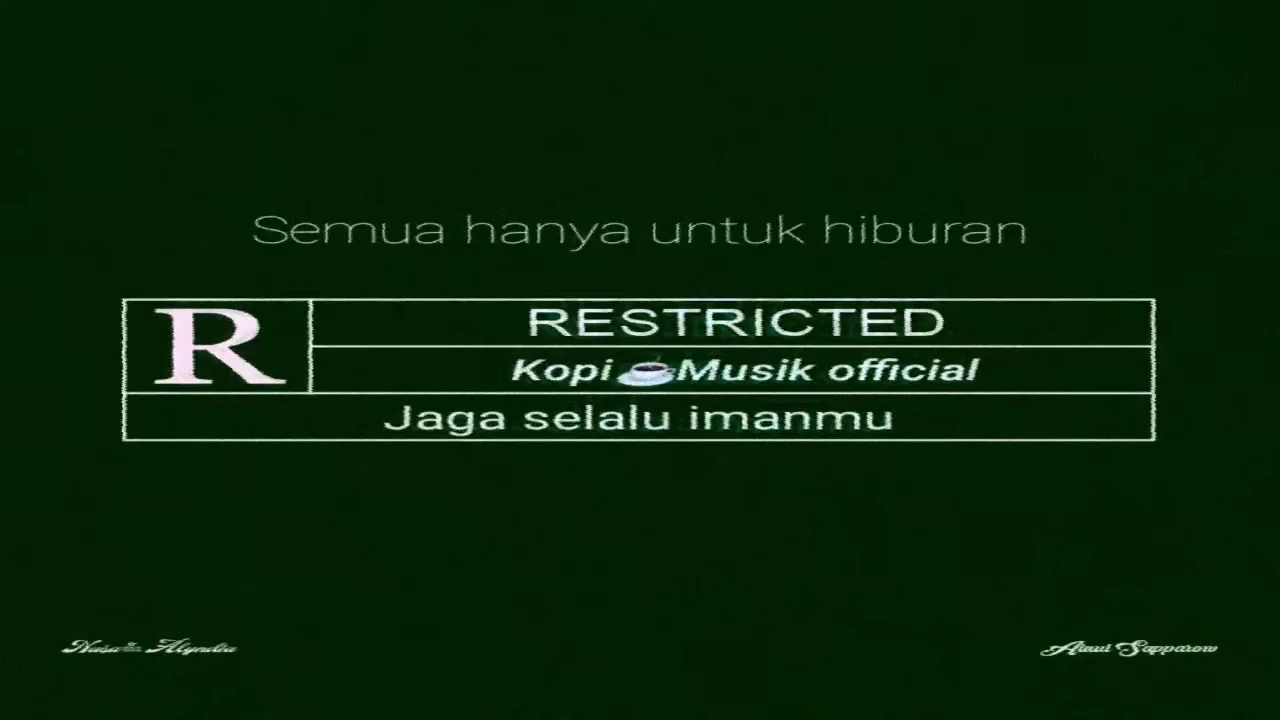 Semua hanya untuk hiburan
R
RESTRICTED
Kopi ☕Musik official
Jaga selalu imanmu